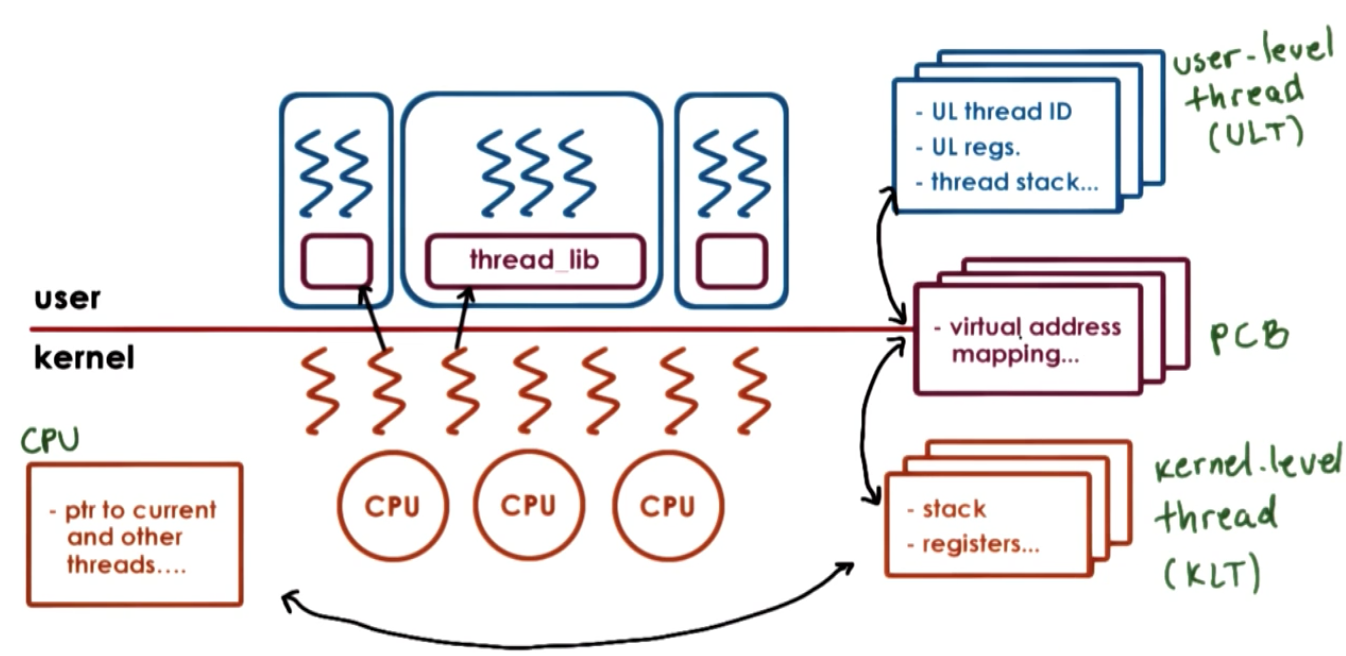 user-level
thread
(ULT)
- UL thread ID
- UL regs.
- thread stack...
thread_lib
user
kernel
- virtual address
mapping...
PCB
CPU
- ptr to current
and other
threads....
CPU
CPU
CPU
- stack
- registers...
kernel-level
thread
(KLT)